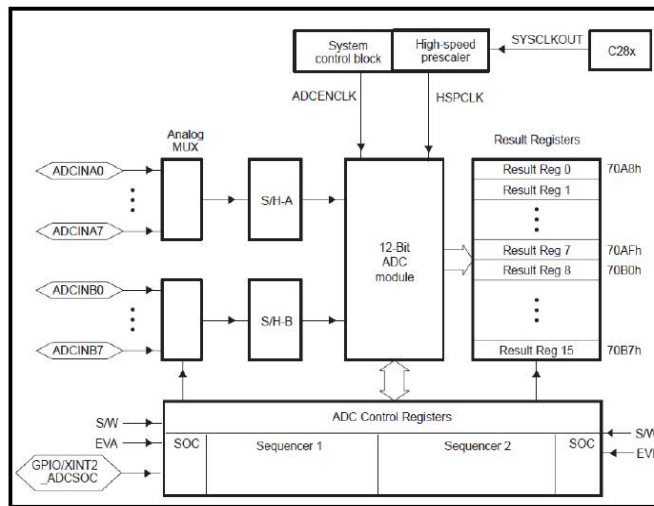 System
control block
High-speed
prescaler
SYSCLKOUT
C28x
ADCENCLK
HSPCLK
Analog
MUX
Result Registers
ADCINA0
ADCINA7
S/H-A
12-Bit
ADC
module
Result Reg 0
70A8h
Result Reg 1
Result Reg 7
70AFh
Result Reg 8
70B0h
Result Reg 15
70B7h
ADCINB0
ADCINB7
S/H-B
ADC Control Registers
S/W
EVA
GPIO/XINT2
_ADCSOC
SOC
Sequencer 1
Sequencer 2
SOC
S/W